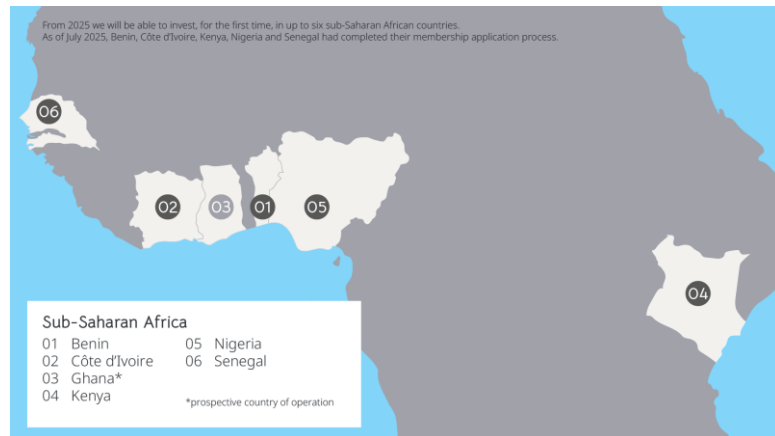 From 2025 we will be able to invest, for the first time, in up to six sub-Saharan African countries.
As of July 2025, Benin, Côte d'Ivoire, Kenya, Nigeria and Senegal had completed their membership application process.
06
02
03
01
05
04
Sub-Saharan Africa
01 Benin
02 Côte d'Ivoire
03 Ghana*
04 Kenya
05 Nigeria
06 Senegal
*prospective country of operation